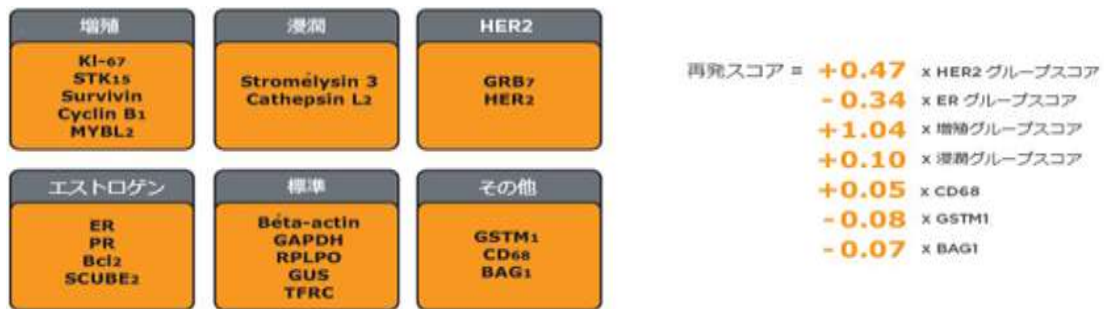 増殖
KI-67
STK15
Survivin
Cyclin B1
MYBL2
浸潤
Stromélysin 3
Cathepsin L2
HER2
GRB7
HER2
エストロゲン
ER
PR
Bcl2
SCUBE2
標準
Béta-actin
GAPDH
RPLPO
GUS
TFRC
その他
GSTM1
CD68
BAG1
再発スコア = +0.47 x HER2 グループスコア
- 0.34 x ER グループスコア
+1.04 x 増殖グループスコア
+0.10 x 浸潤グループスコア
+0.05 x CD68
- 0.08 x GSTM1
- 0.07 x BAG1